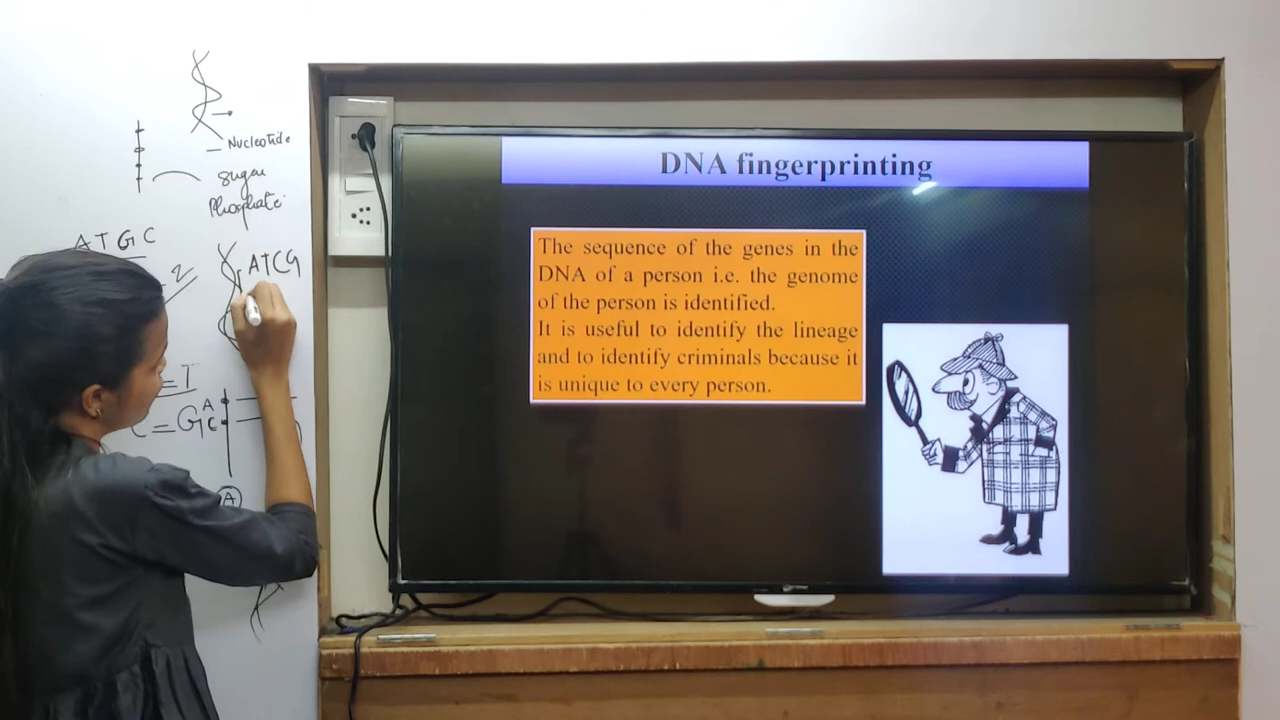 Nucleotide
Sugar
Phosphate
A T G C
2
ATCG
=T
C=G
A
C
A
DNA fingerprinting
The sequence of the genes in the
DNA of a person i.e. the genome
of the person is identified.
It is useful to identify the lineage
and to identify criminals because it
is unique to every person.